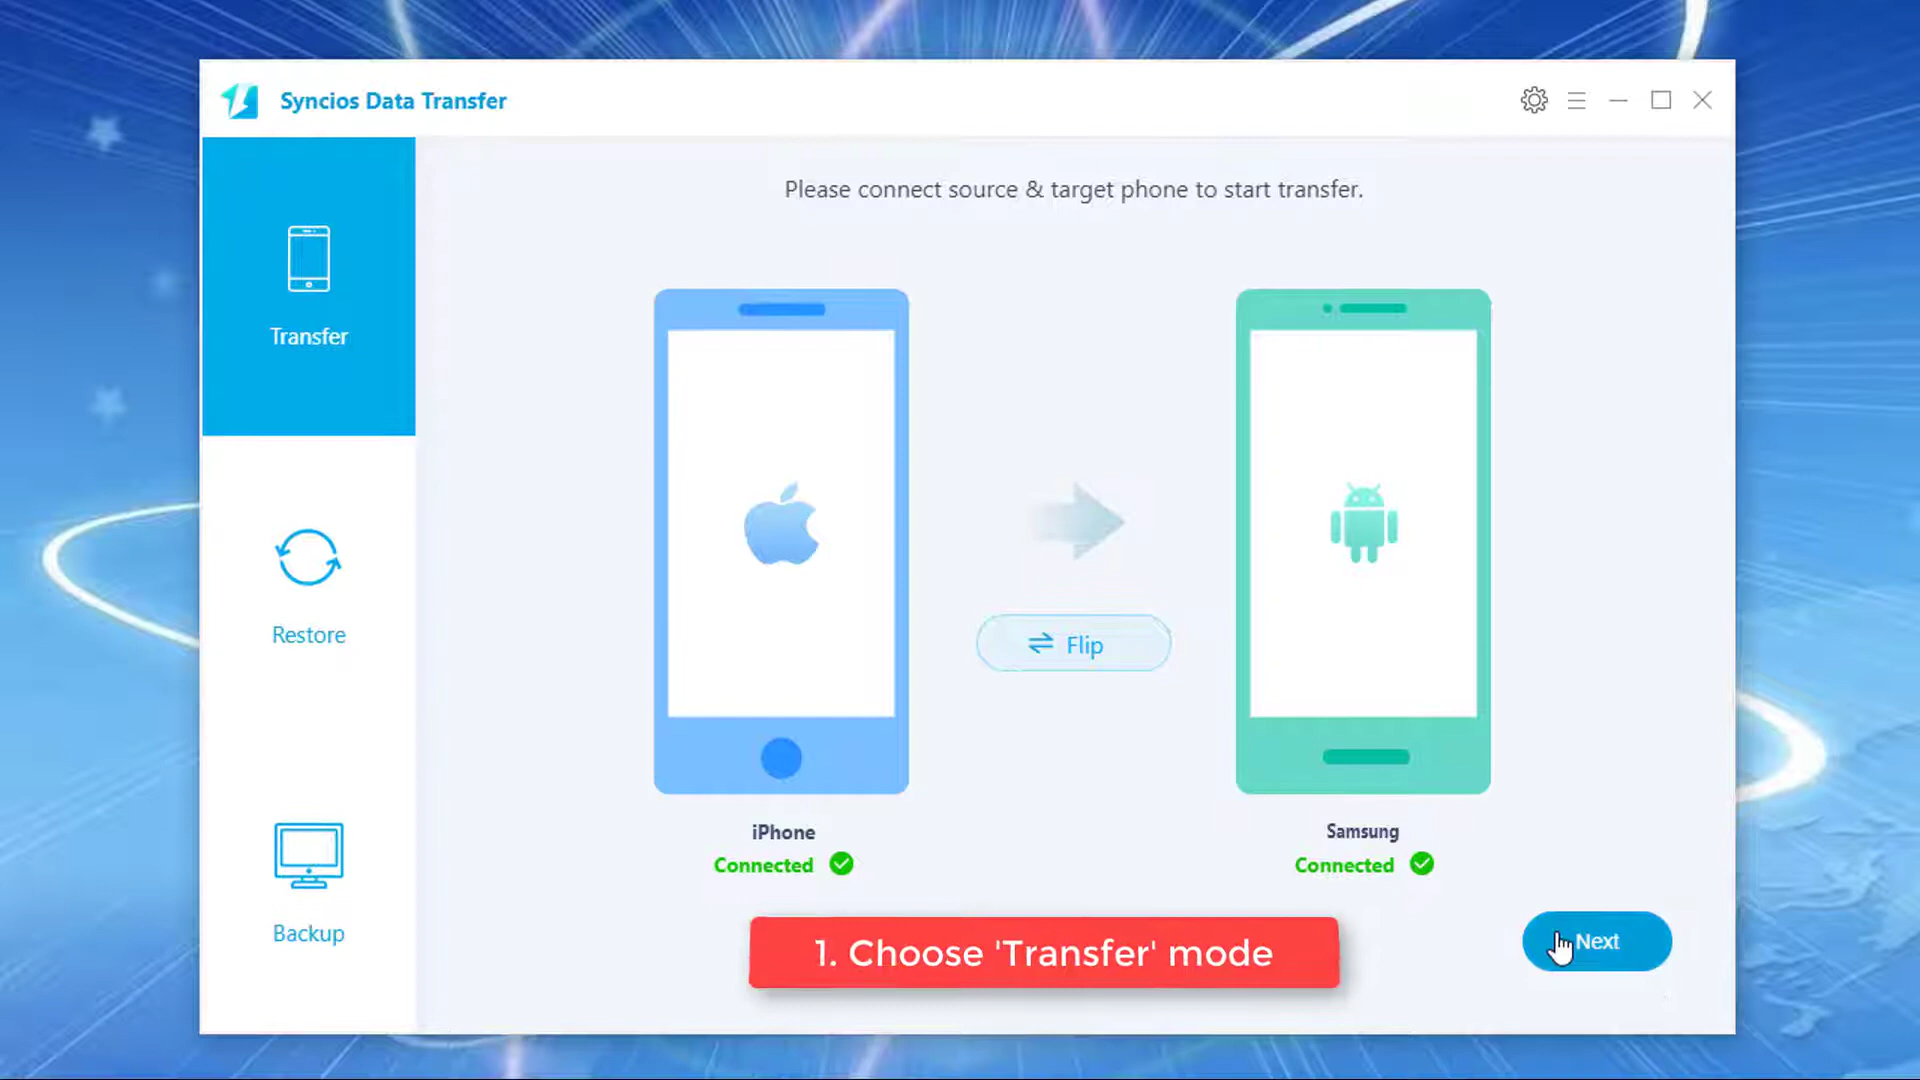 Syncios Data Transfer
Please connect source & target phone to start transfer.
Transfer
Restore
Backup
Flip
iPhone
Connected
Samsung
Connected
1. Choose 'Transfer' mode
Next